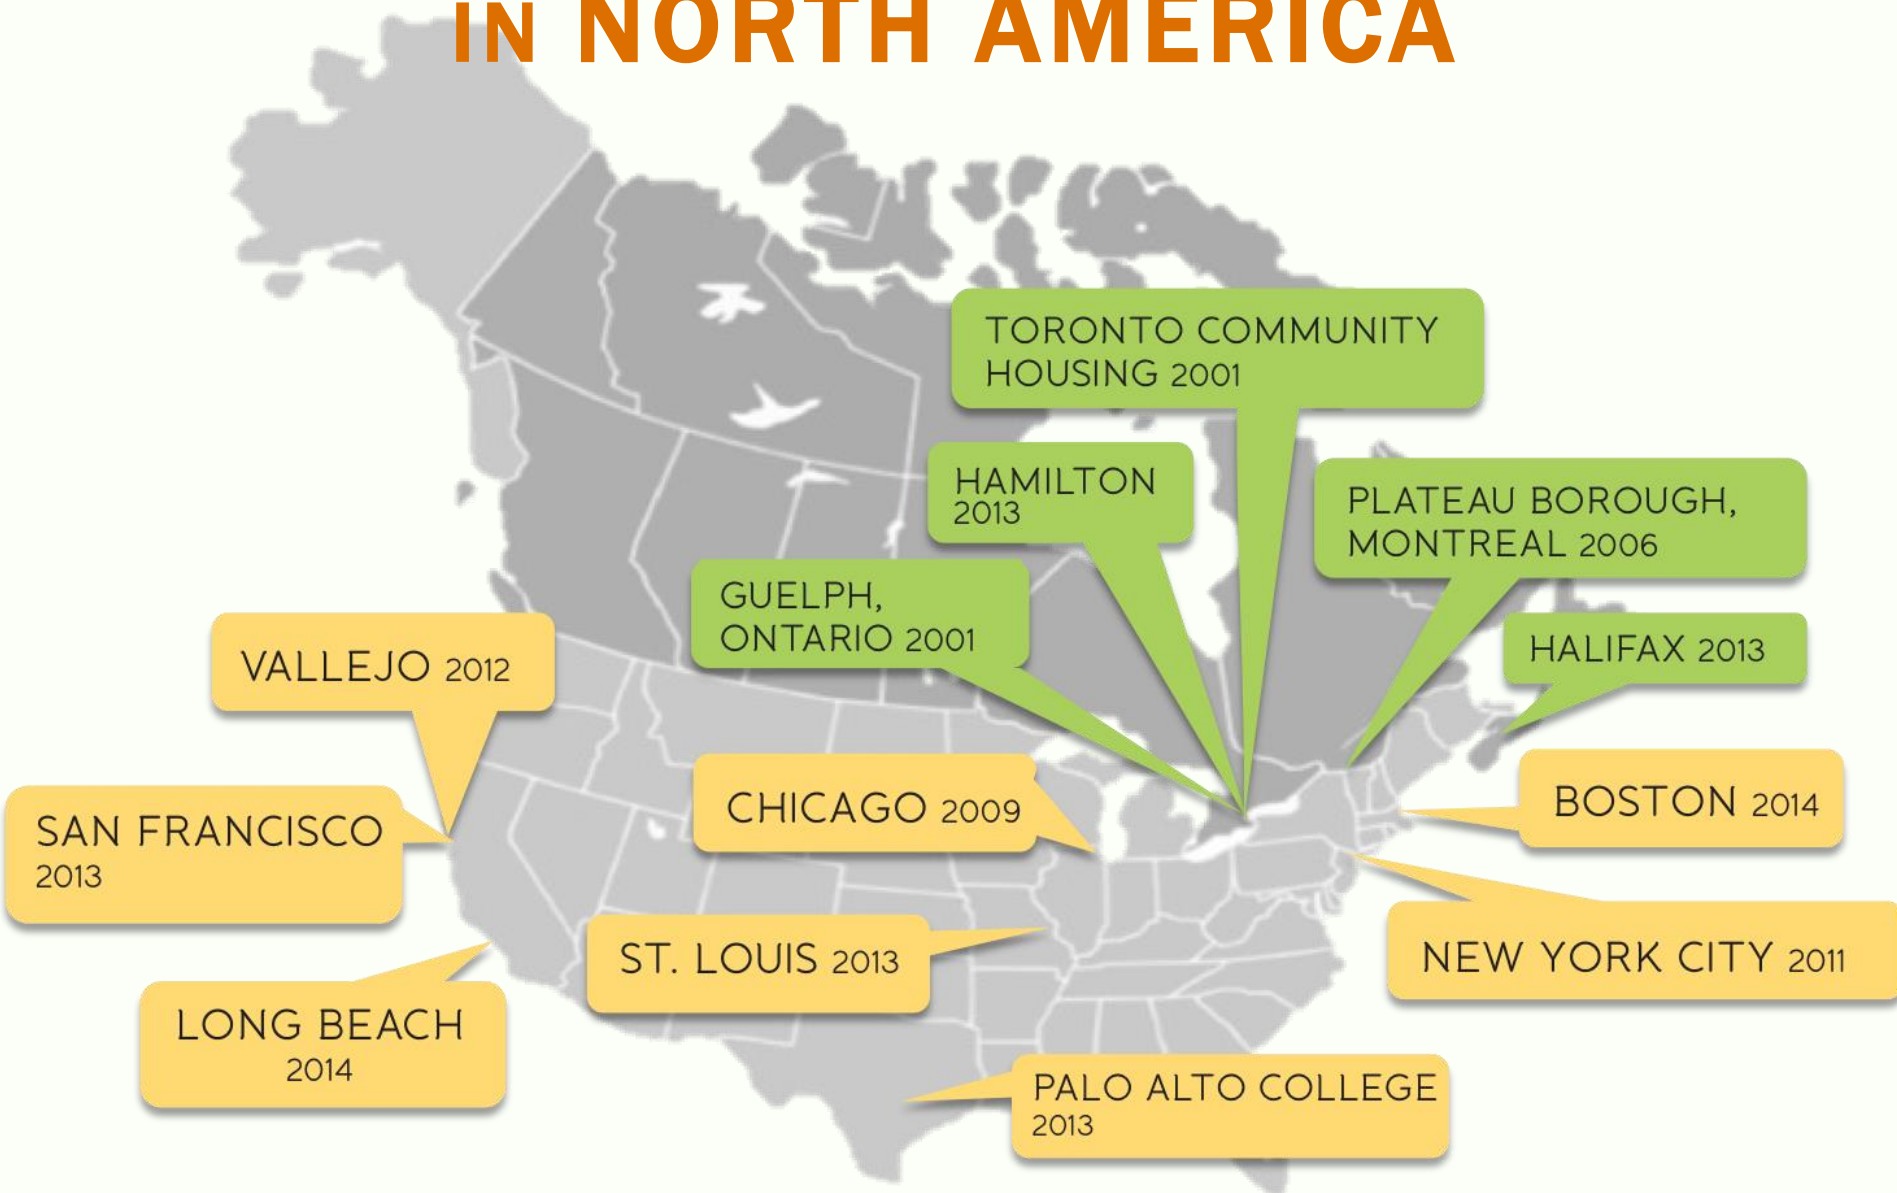 IN NORTH AMERICA
TORONTO COMMUNITY
HOUSING 2001
HAMILTON
2013
PLATEAU BOROUGH,
MONTREAL 2006
GUELPH,
ONTARIO 2001
HALIFAX 2013
VALLEJO 2012
CHICAGO 2009
BOSTON 2014
SAN FRANCISCO
2013
ST. LOUIS 2013
NEW YORK CITY 2011
LONG BEACH
2014
PALO ALTO COLLEGE
2013